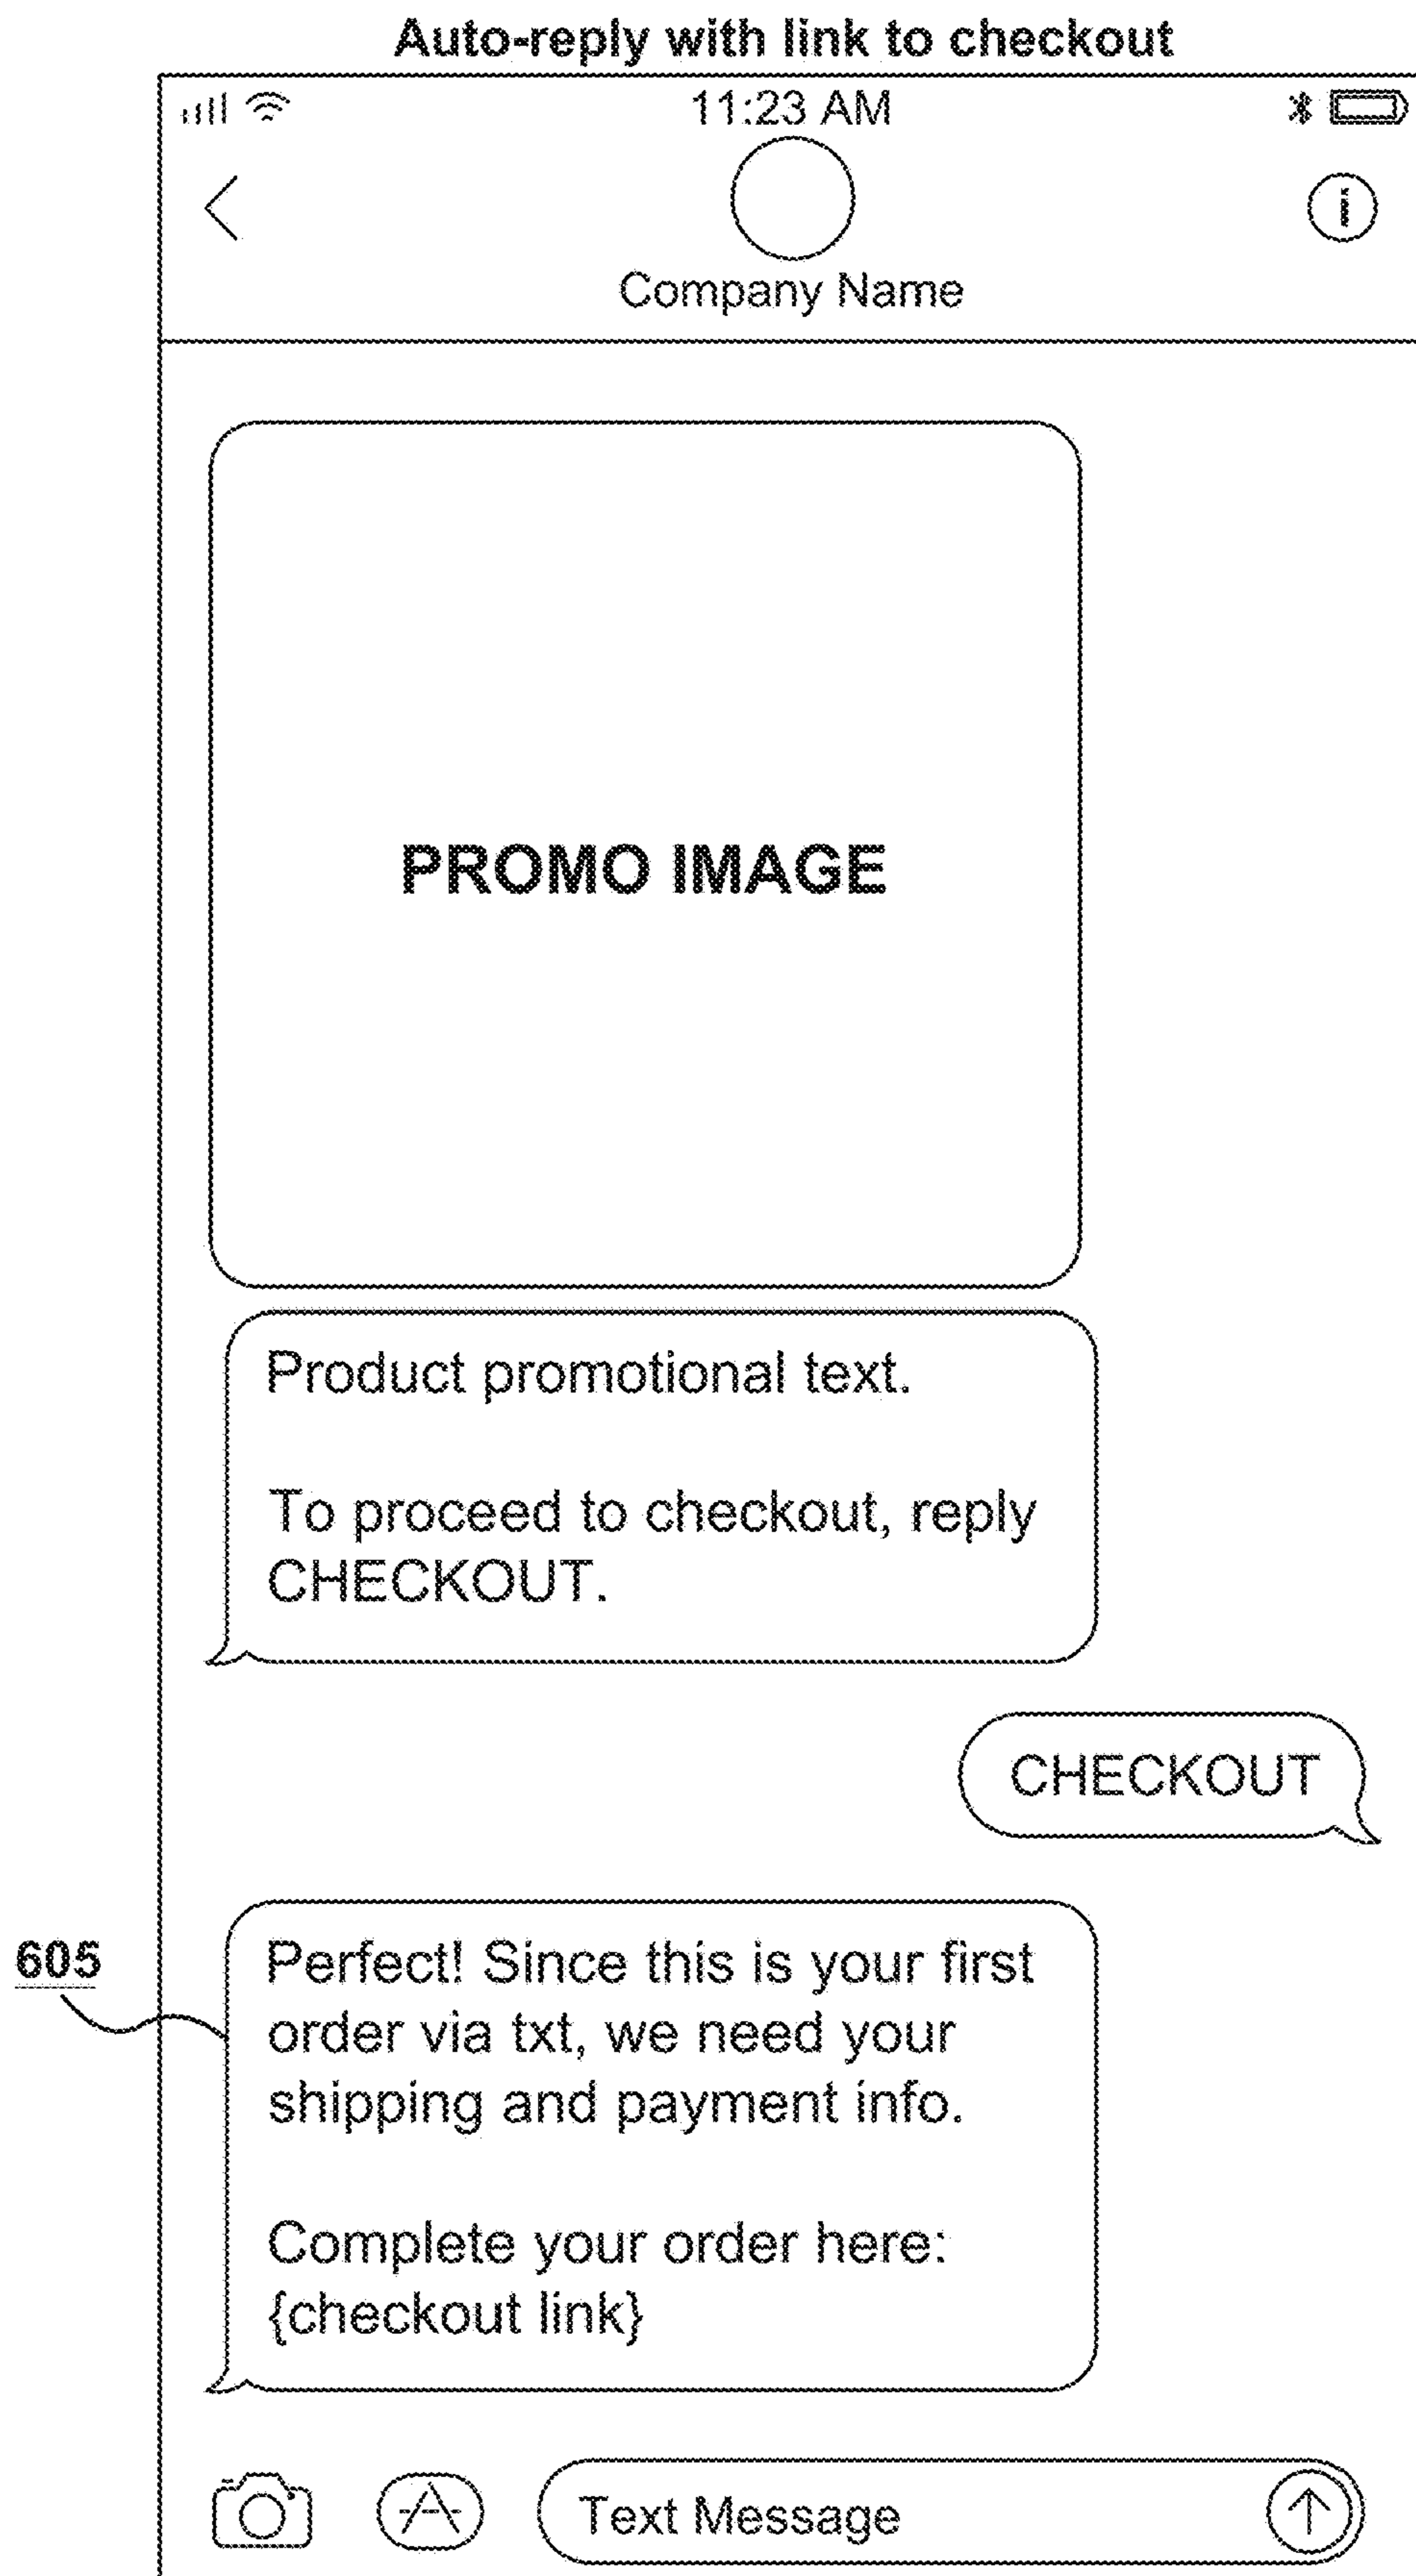 Auto-reply with link to checkout
11:23 AM
i
Company Name
PROMO IMAGE
Product promotional text.
To proceed to checkout, reply
CHECKOUT.
CHECKOUT
605
Perfect! Since this is your first
order via txt, we need your
shipping and payment info.
Complete your order here:
{checkout link}
Text Message